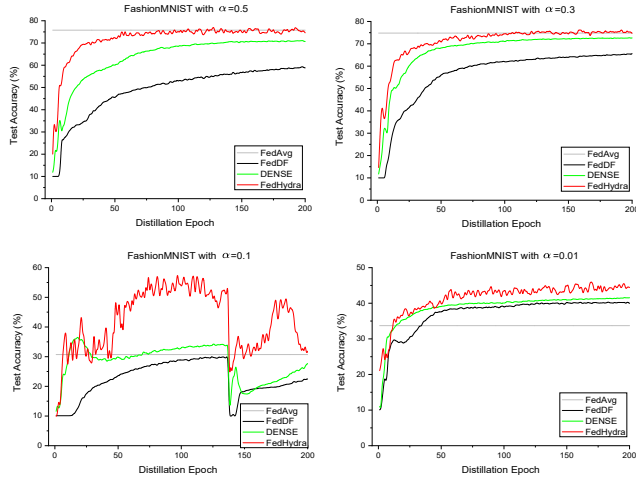 FashionMNIST with α=0.5
Test Accuracy (%)
80
70
60
50
40
30
20
10
0
0 50 100 150 200
Distillation Epoch
FedAvg
FedDF
DENSE
FedHydra
FashionMNIST with α=0.3
Test Accuracy (%)
80
70
60
50
40
30
20
10
0
0 50 100 150 200
Distillation Epoch
FedAvg
FedDF
DENSE
FedHydra
FashionMNIST with α=0.1
Test Accuracy (%)
60
50
40
30
20
10
0
0 50 100 150 200
Distillation Epoch
FedAvg
FedDF
DENSE
FedHydra
FashionMNIST with α=0.01
Test Accuracy (%)
50
40
30
20
10
0
0 50 100 150 200
Distillation Epoch
FedAvg
FedDF
DENSE
FedHydra